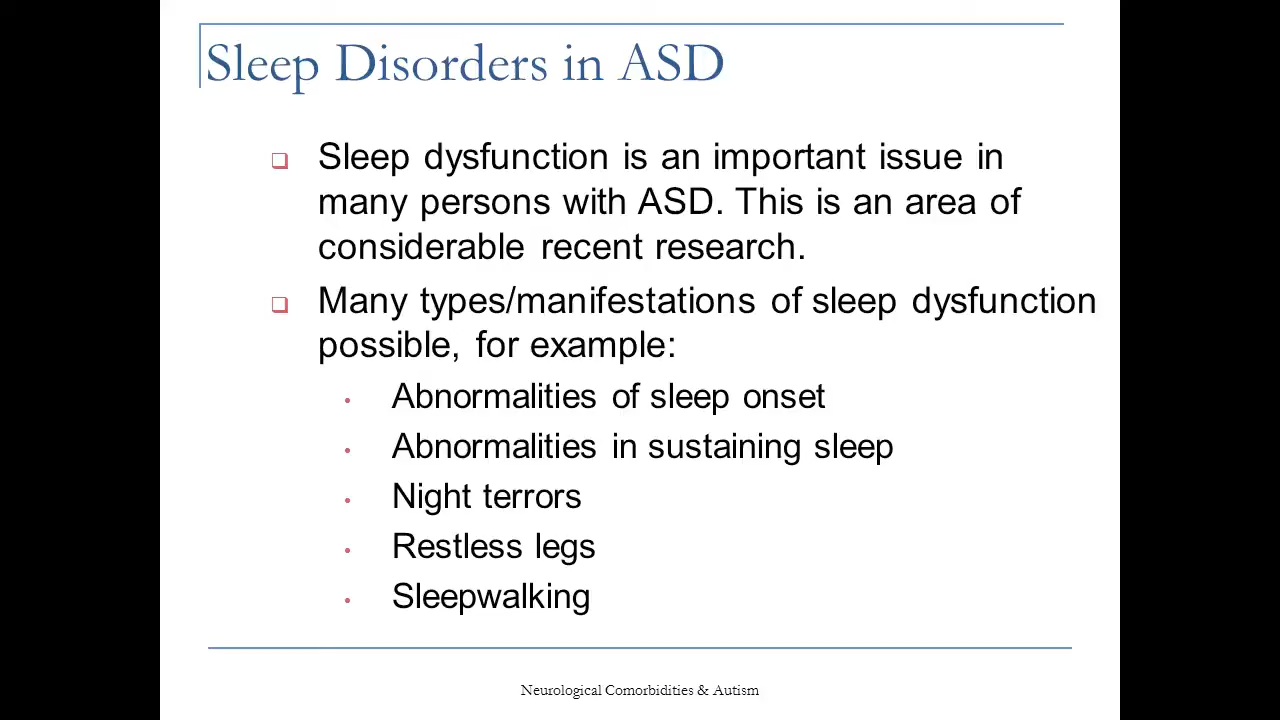 Sleep Disorders in ASD
Sleep dysfunction is an important issue in
many persons with ASD. This is an area of
considerable recent research.
Many types/manifestations of sleep dysfunction
possible, for example:
Abnormalities of sleep onset
Abnormalities in sustaining sleep
Night terrors
Restless legs
Sleepwalking
Neurological Comorbidities & Autism